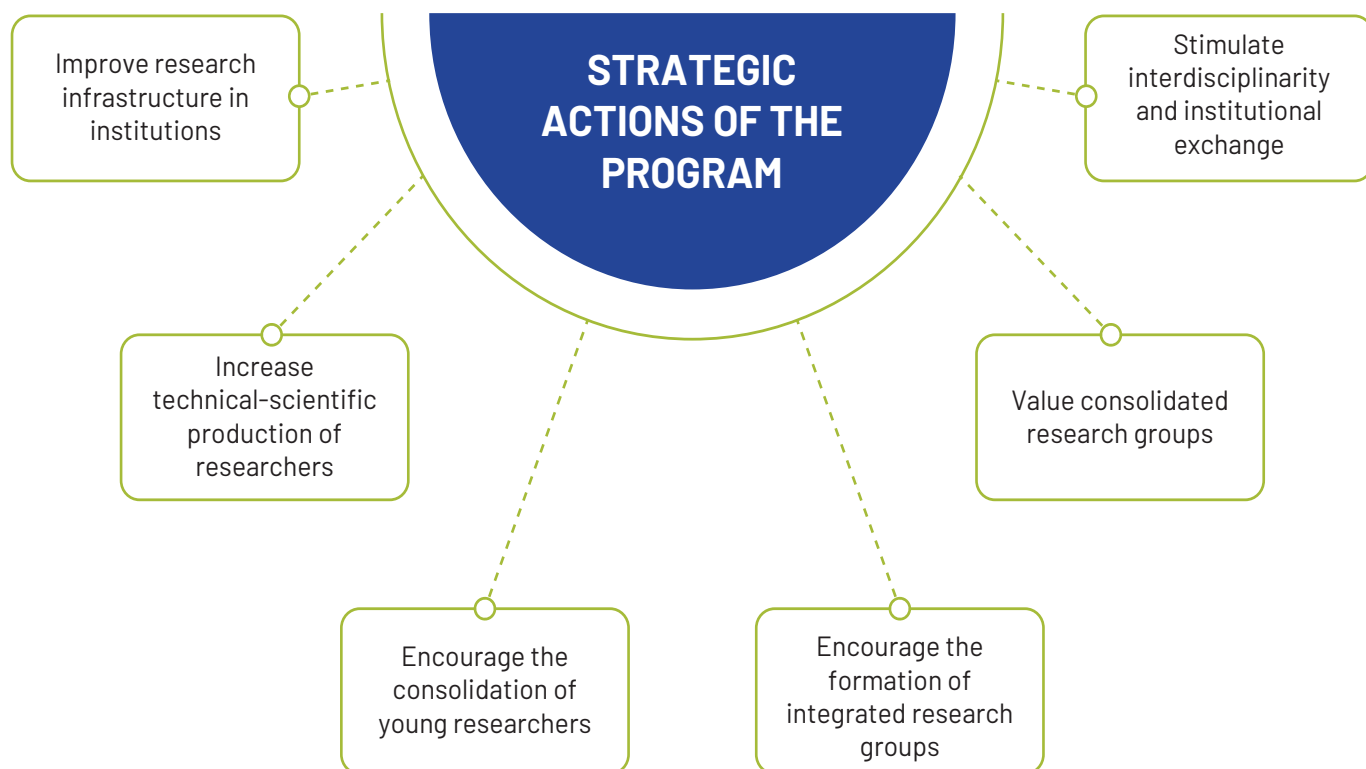 STRATEGIC
ACTIONS OF THE
PROGRAM
Improve research
infrastructure in
institutions
Stimulate
interdisciplinarity
and institutional
exchange
Increase
technical-scientific
production of
researchers
Value consolidated
research groups
Encourage the
consolidation of
young researchers
Encourage the
formation of
integrated research
groups